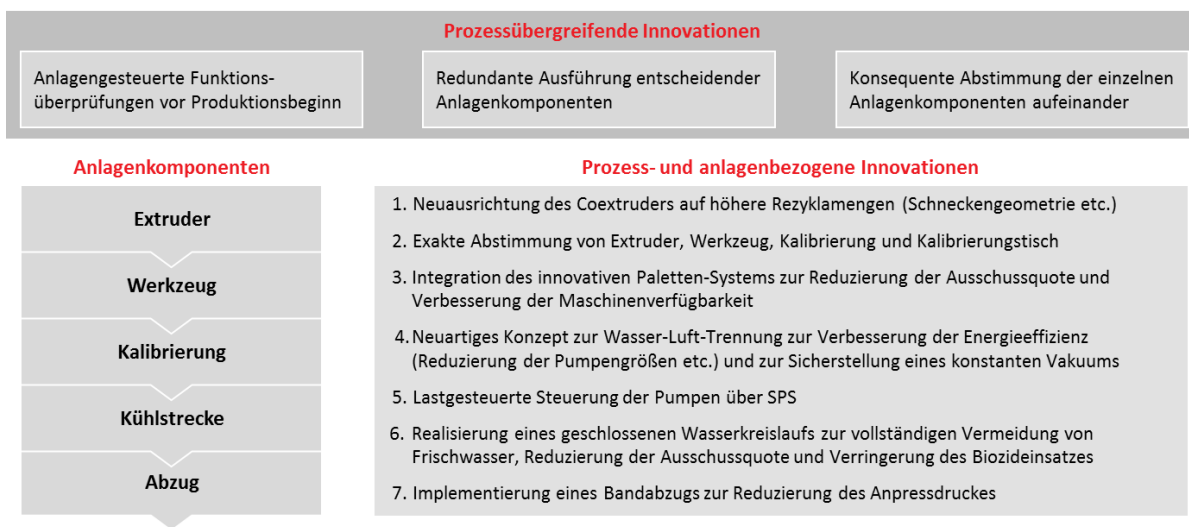 Prozessübergreifende Innovationen
Anlagengesteuerte Funktions-
überprüfungen vor Produktionsbeginn
Redundante Ausführung entscheidender
Anlagenkomponenten
Konsequente Abstimmung der einzelnen
Anlagenkomponenten aufeinander
Anlagenkomponenten
Extruder
Werkzeug
Kalibrierung
Kühlstrecke
Abzug
Prozess- und anlagenbezogene Innovationen
1. Neuausrichtung des Coextruders auf höhere Rezyklamengen (Schneckengeometrie etc.)
2. Exakte Abstimmung von Extruder, Werkzeug, Kalibrierung und Kalibrierungstisch
3. Integration des innovativen Paletten-Systems zur Reduzierung der Ausschussquote und
Verbesserung der Maschinenverfügbarkeit
4. Neuartiges Konzept zur Wasser-Luft-Trennung zur Verbesserung der Energieeffizienz
(Reduzierung der Pumpengrößen etc.) und zur Sicherstellung eines konstanten Vakuums
5. Lastgesteuerte Steuerung der Pumpen über SPS
6. Realisierung eines geschlossenen Wasserkreislaufs zur vollständigen Vermeidung von
Frischwasser, Reduzierung der Ausschussquote und Verringerung des Biozideinsatzes
7. Implementierung eines Bandabzugs zur Reduzierung des Anpressdruckes